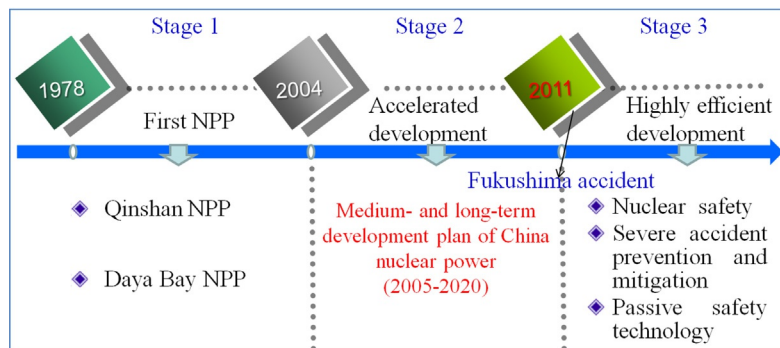 Stage 1
Stage 2
Stage 3
1978
2004
2011
First NPP
Accelerated
development
Highly efficient
development
Fukushima accident
Qinshan NPP
Daya Bay NPP
Medium- and long-term
development plan of China
nuclear power
(2005-2020)
Nuclear safety
Severe accident
prevention and
mitigation
Passive safety
technology